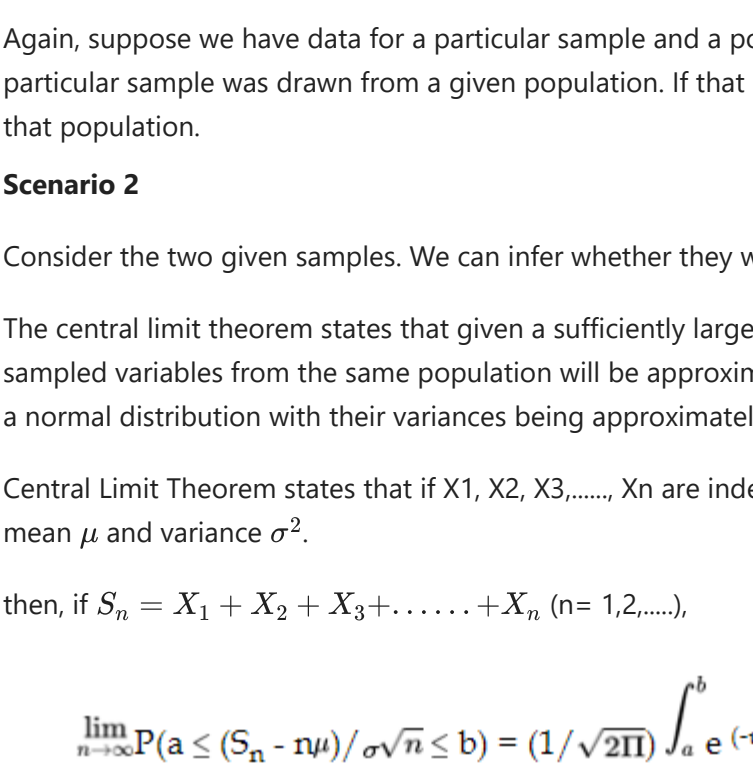 Again, suppose we have data for a particular sample and a
particular sample was drawn from a given population. If that
that population.
Scenario 2
Consider the two given samples. We can infer whether they
The central limit theorem states that given a sufficiently large
sampled variables from the same population will be
a normal distribution with their variances being
Central Limit Theorem states that if X1, X2, X3,......, Xn are
mean μ and variance σ².
then, if Sₙ = X₁ + X₂ + X₃+......+Xₙ (n= 1,2,.....),
lim n→∞ P(a ≤ (Sₙ - nμ)/σ√n ≤ b) = (1/√2Π) ∫ₐᵇ e